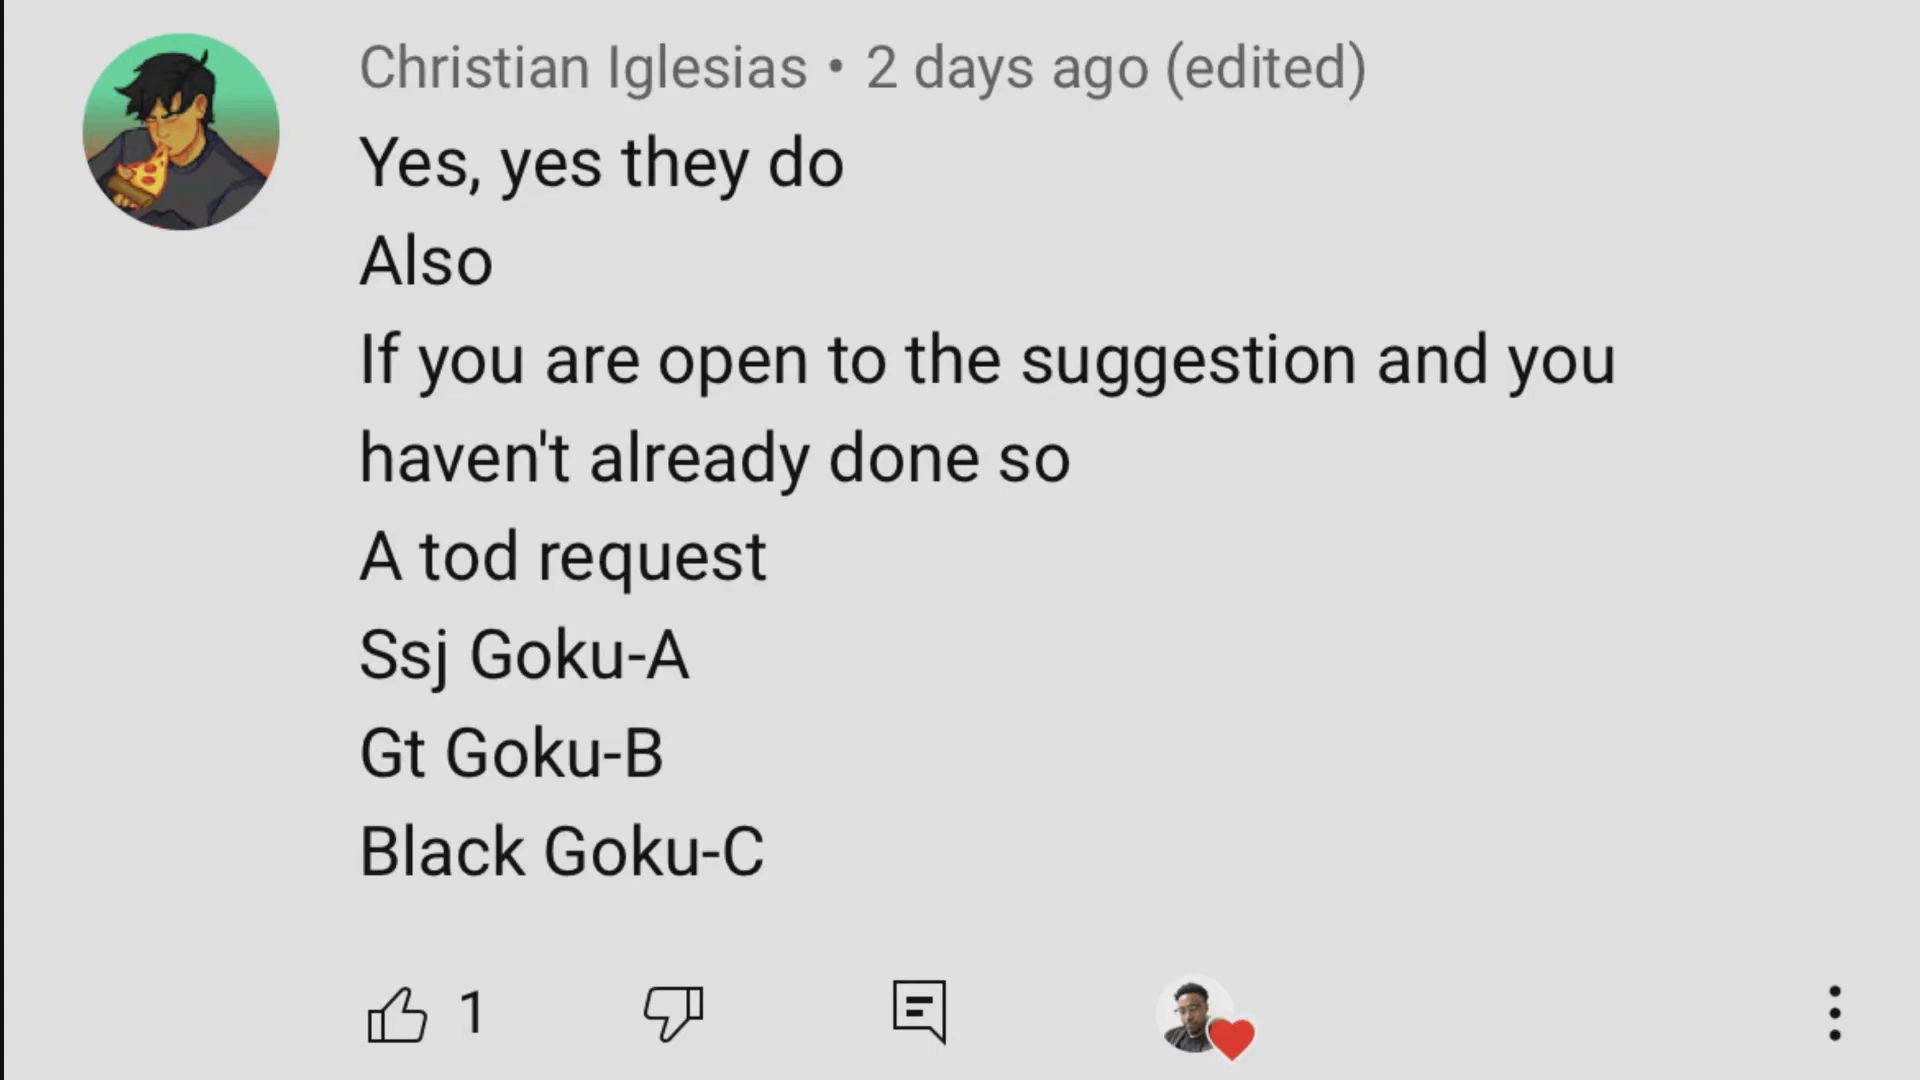 Christian Iglesias • 2 days ago (edited)
Yes, yes they do
Also
If you are open to the suggestion and you
haven't already done so
A tod request
Ssj Goku-A
Gt Goku-B
Black Goku-C
1